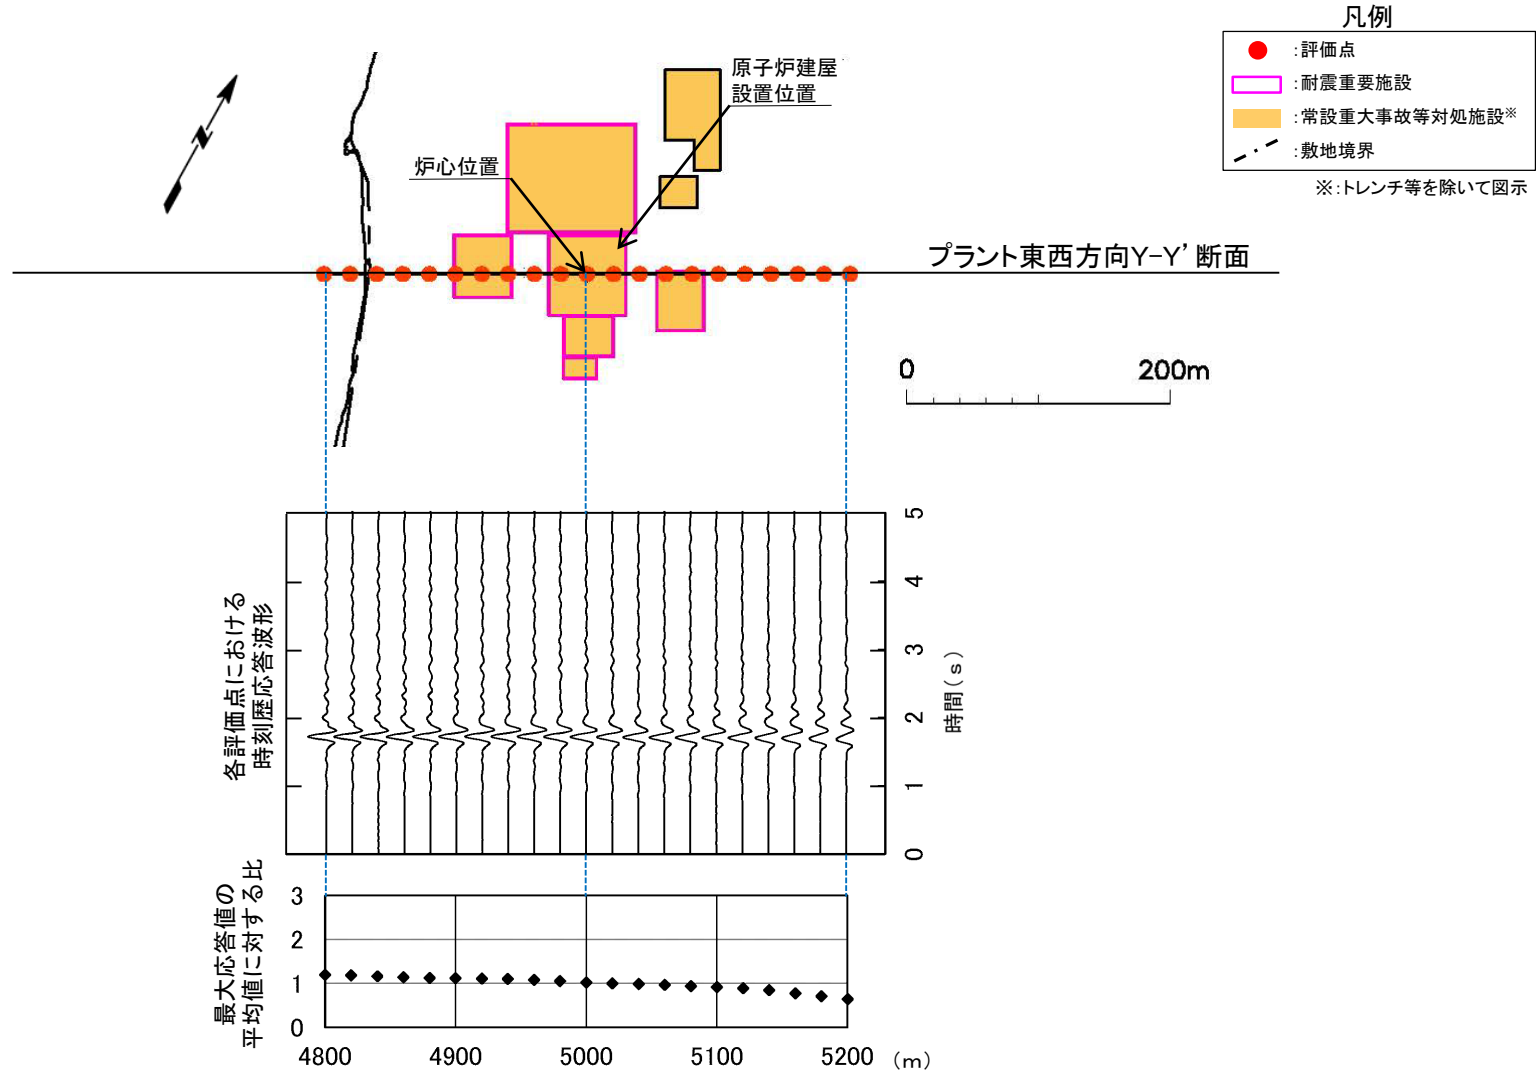 凡例
:評価点
:耐震重要施設
:常設重大事故等対処施設※
:敷地境界
※:トレンチ等を除いて図示
原子炉建屋
設置位置
炉心位置
プラント東西方向Y-Y’断面
0 200m
各評価点における
時刻歴応答波形
5
4
3
2
1
0
時間(s)
最大応答値の
平均値に対する比
3
2
1
0
4800 4900 5000 5100 5200 (m)